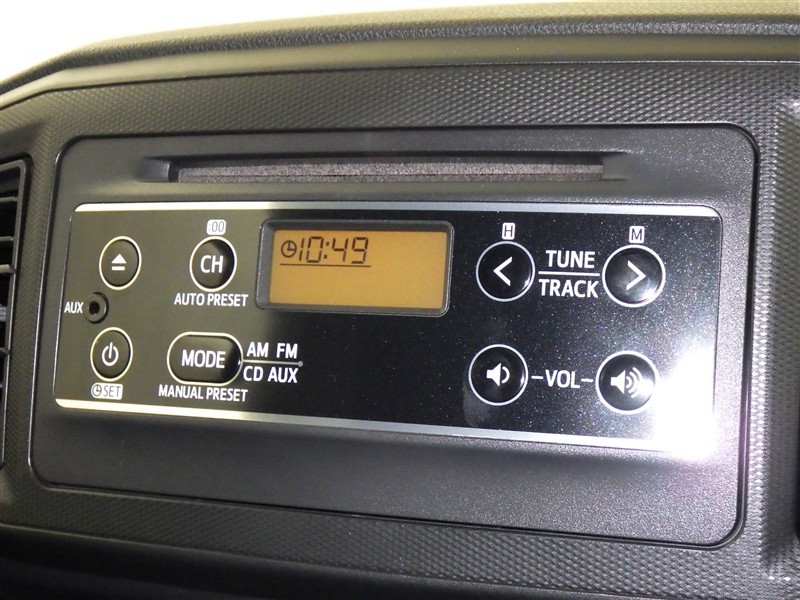 :00
H
M
10:49
CH
TUNE
TRACK
AUTO PRESET
AUX
MODE
AM FM
CD AUX
VOL
SET
MANUAL PRESET